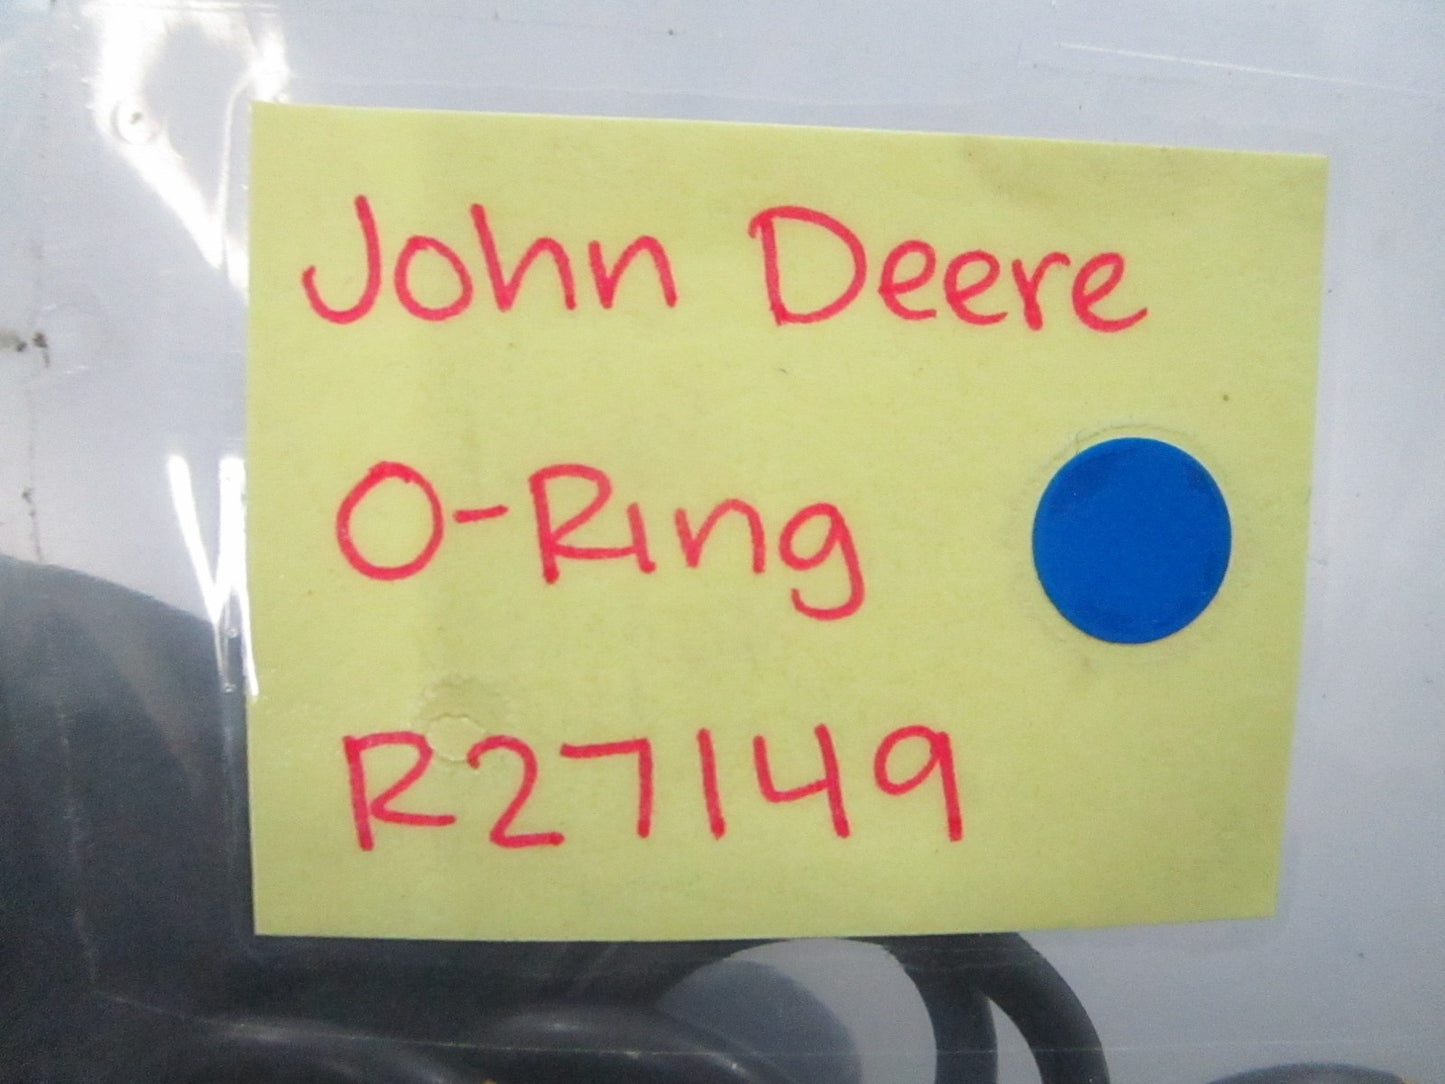 John Deere
O-Ring
R27149